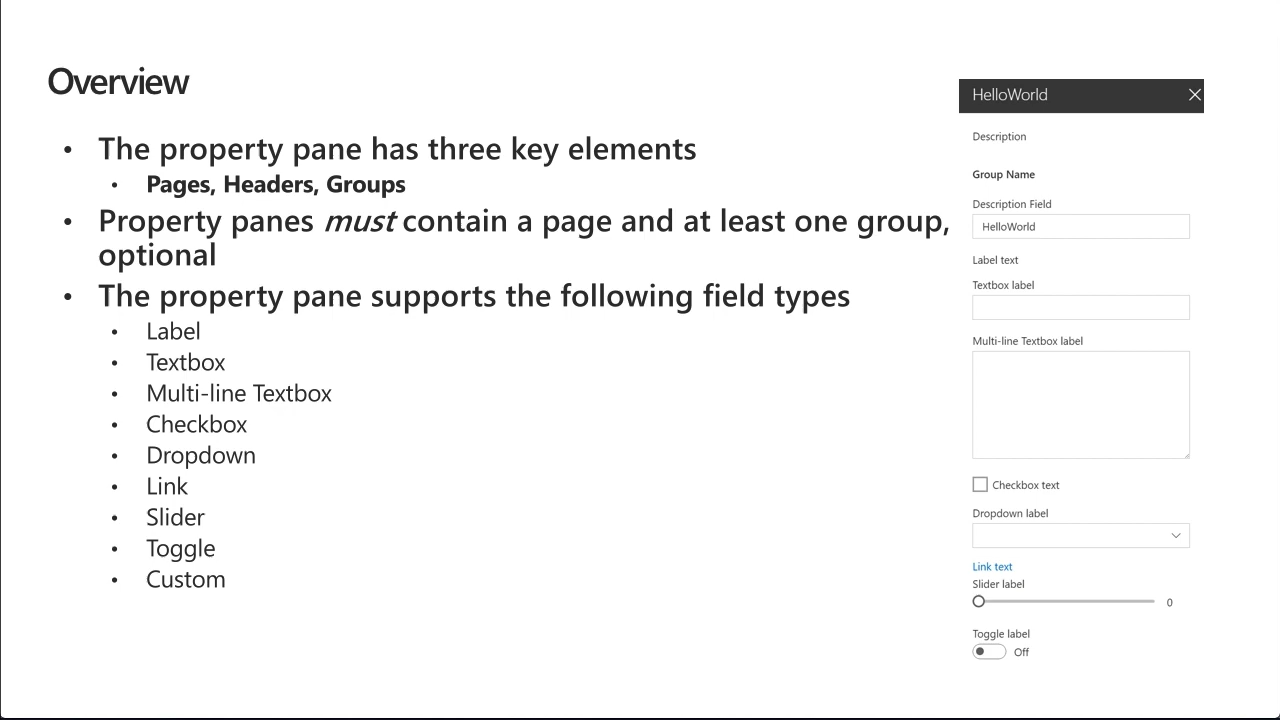 Overview
• The property pane has three key elements
• Pages, Headers, Groups
• Property panes must contain a page and at least one group,
optional
• The property pane supports the following field types
• Label
• Textbox
• Multi-line Textbox
• Checkbox
• Dropdown
• Link
• Slider
• Toggle
• Custom
HelloWorld
Description
Group Name
Description Field
HelloWorld
Label text
Textbox label
Multi-line Textbox label
Checkbox text
Dropdown label
Link text
Slider label
0
Toggle label
Off